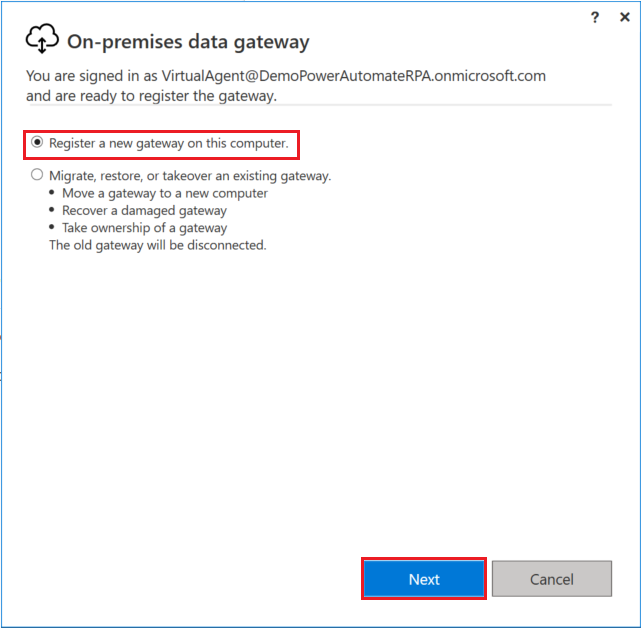 ?
On-premises data gateway
You are signed in as VirtualAgent@DemoPowerAutomateRPA.onmicrosoft.com
and are ready to register the gateway.
Register a new gateway on this computer.
Migrate, restore, or takeover an existing gateway.
• Move a gateway to a new computer
• Recover a damaged gateway
• Take ownership of a gateway
The old gateway will be disconnected.
Next Cancel